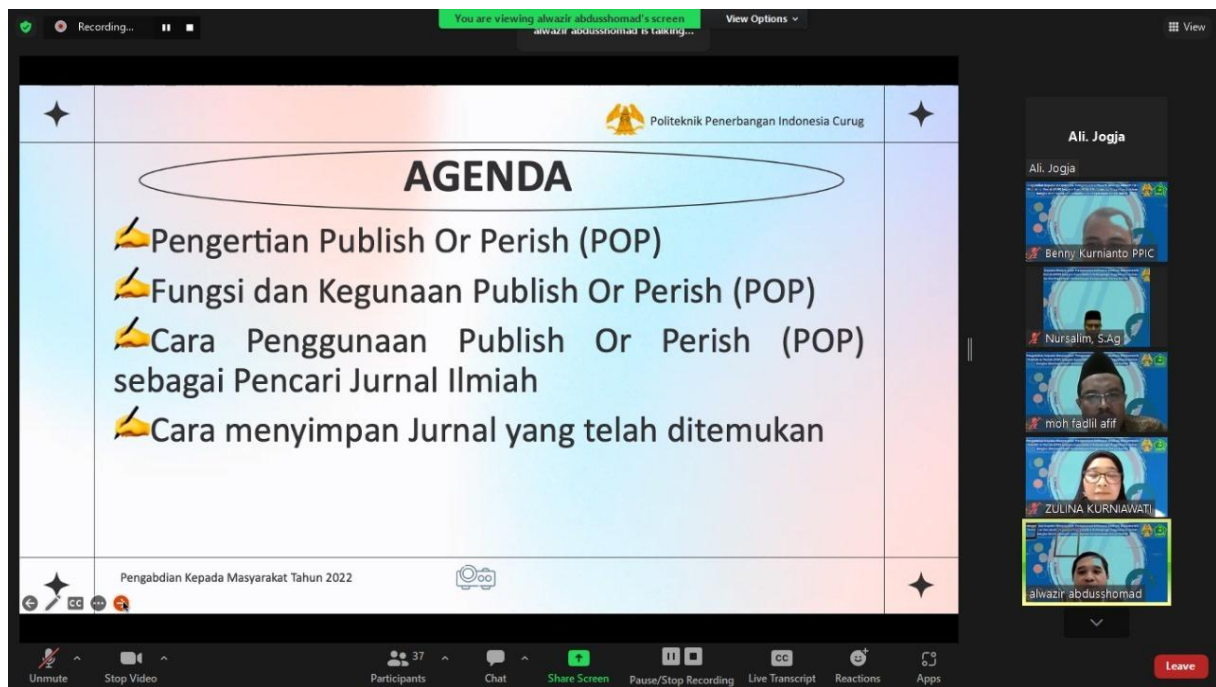 You are viewing alwazir abdusshomad's screen
View Options
Recording...
alwazir abdusshomad is talking...
View
Politeknik Penerbangan Indonesia Curug
AGENDA
Pengertian Publish Or Perish (POP)
Fungsi dan Kegunaan Publish Or Perish (POP)
Cara Penggunaan Publish Or Perish (POP)
sebagai Pencari Jurnal Ilmiah
Cara menyimpan Jurnal yang telah ditemukan
Pengabdian Kepada Masyarakat Tahun 2022
CC
Ali. Jogja
Ali. Jogja
Benny Kurnianto PPIC
Nursalim, S.Ag
moh fadlil afif
ZULINA KURNIAWATI
alwazir abdusshomad
37
CC
Unmute
Stop Video
Participants
Chat
Share Screen
Pause/Stop Recording
Live Transcript
Reactions
Apps
Leave